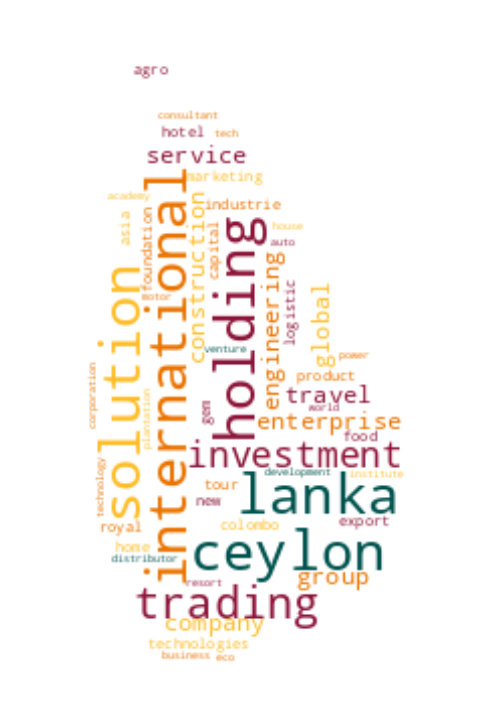 agro
consultant
hotel tech
service
marketing
academy
industrie
international
foundation
construction
asia
capital
holding
house
auto
solution
engineering
logistic
global
motor
venture
power
corporation
product
plantation
travel
gem
world
enterprise
food
investment
technology
development institute
tour
lanka
new
royal
colombo
export
home
ceylon
distributor
resort
group
trading
company
technologies
business eco